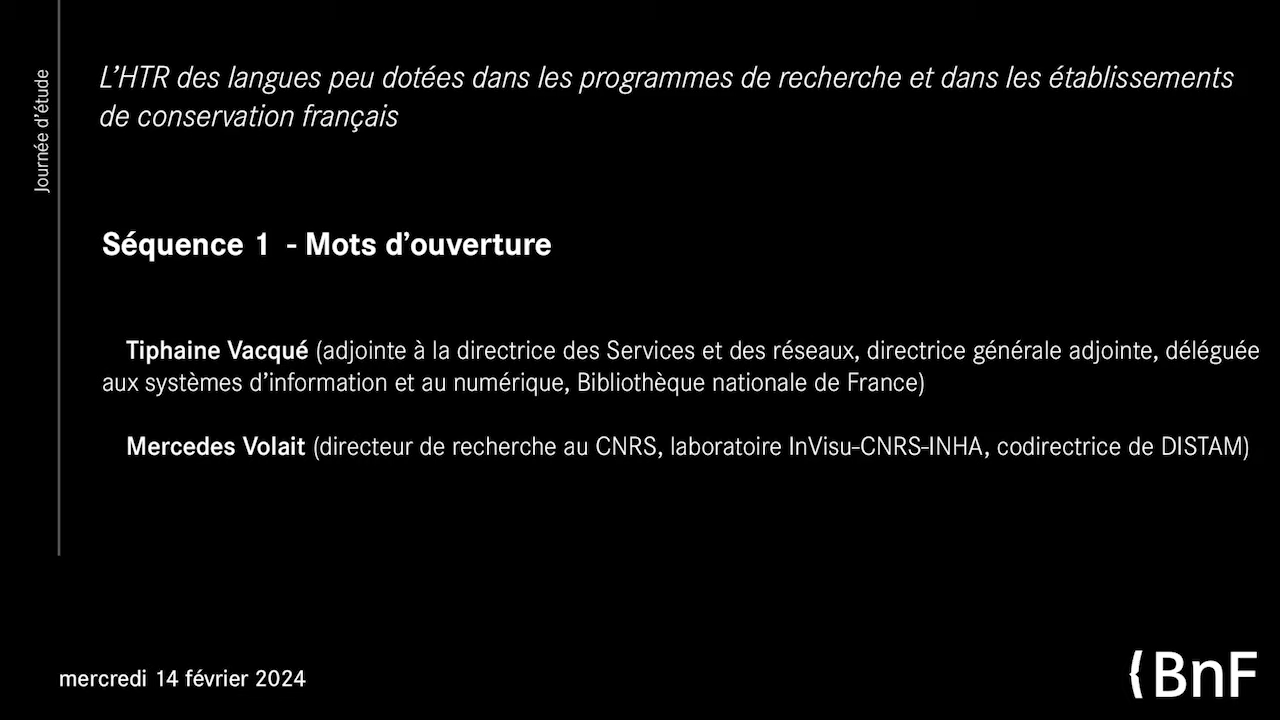 Journée d’étude
L’HTR des langues peu dotées dans les programmes de recherche et dans les établissements
de conservation français
Séquence 1 - Mots d’ouverture
Tiphaine Vacqué (adjointe à la directrice des Services et des réseaux, directrice générale adjointe, déléguée
aux systèmes d’information et au numérique, Bibliothèque nationale de France)
Mercedes Volait (directeur de recherche au CNRS, laboratoire InVisu-CNRS-INHA, codirectrice de DISTAM)
mercredi 14 février 2024
{BnF